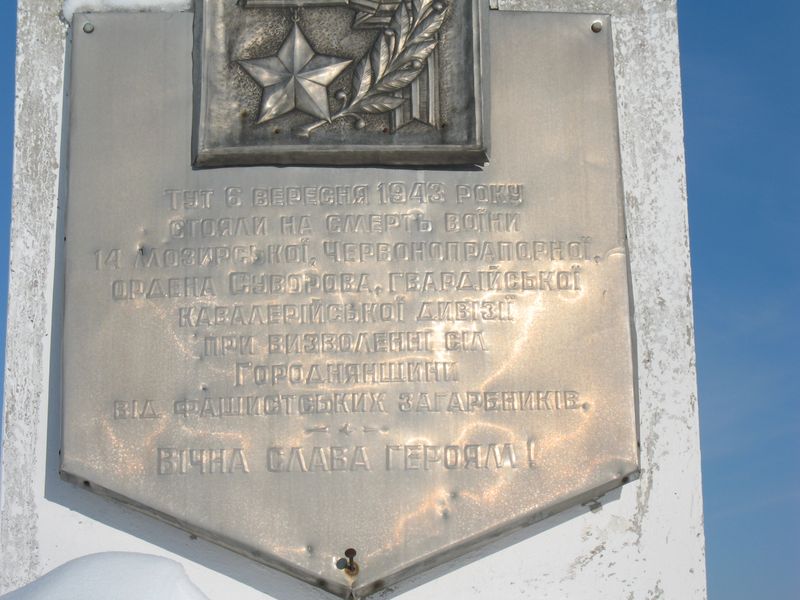 ТУТ 6 ВЕРЕСНЯ 1943 РОКУ
СТОЯЛИ НА СМЕРТЬ ВОЇНИ
14 МОЗИРСЬКОЇ, ЧЕРВОНОПРАПОРНОЇ,
ОРДЕНА СУВОРОВА, ГВАРДІЙСЬКОЇ
КАВАЛЕРІЙСЬКОЇ ДИВІЗІЇ
ПРИ ВИЗВОЛЕННІ СІЛ
ГОРОДНЯНЩИНИ
ВІД ФАШИСТСЬКИХ ЗАГАРБНИКІВ.
ВІЧНА СЛАВА ГЕРОЯМ!